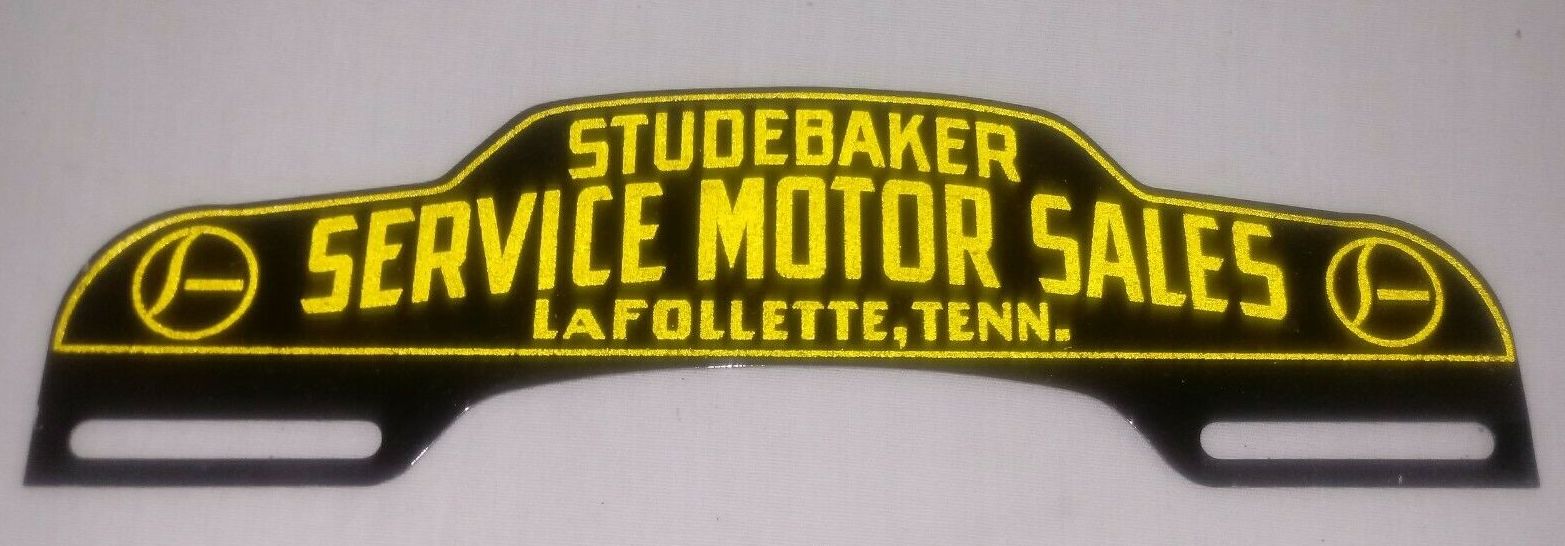 STUDEBAKER
SERVICE MOTOR SALES
LAFOLLETTE, TENN.